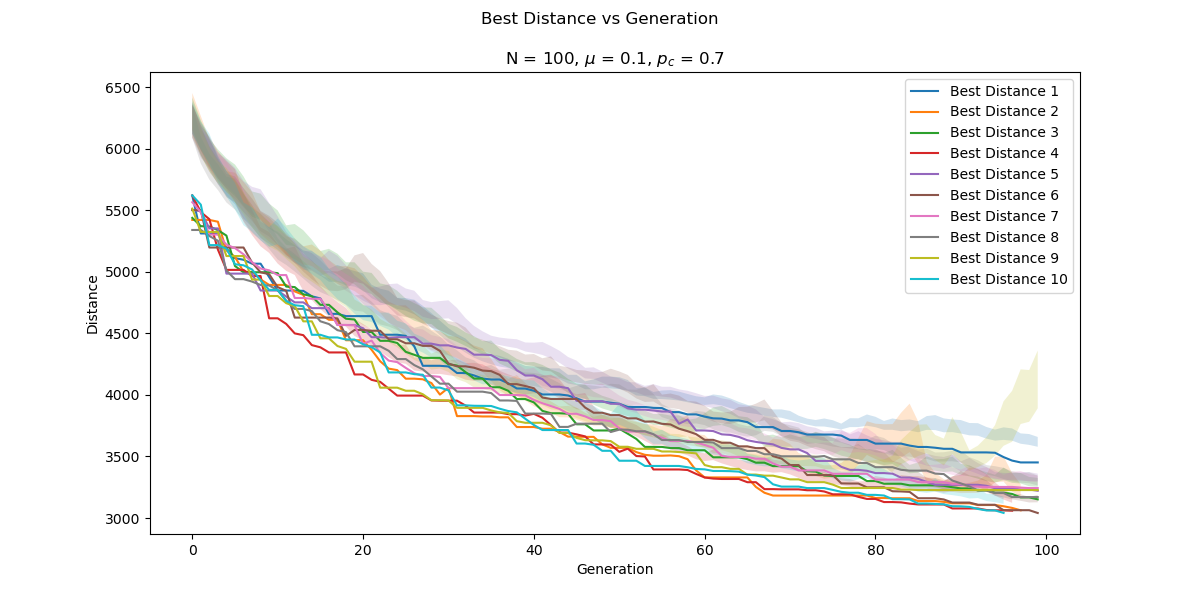 Best Distance vs Generation
N = 100, μ = 0.1, p_c = 0.7
6500
6000
5500
5000
4500
4000
3500
3000
Distance
0 20 40 60 80 100
Generation
Best Distance 1
Best Distance 2
Best Distance 3
Best Distance 4
Best Distance 5
Best Distance 6
Best Distance 7
Best Distance 8
Best Distance 9
Best Distance 10